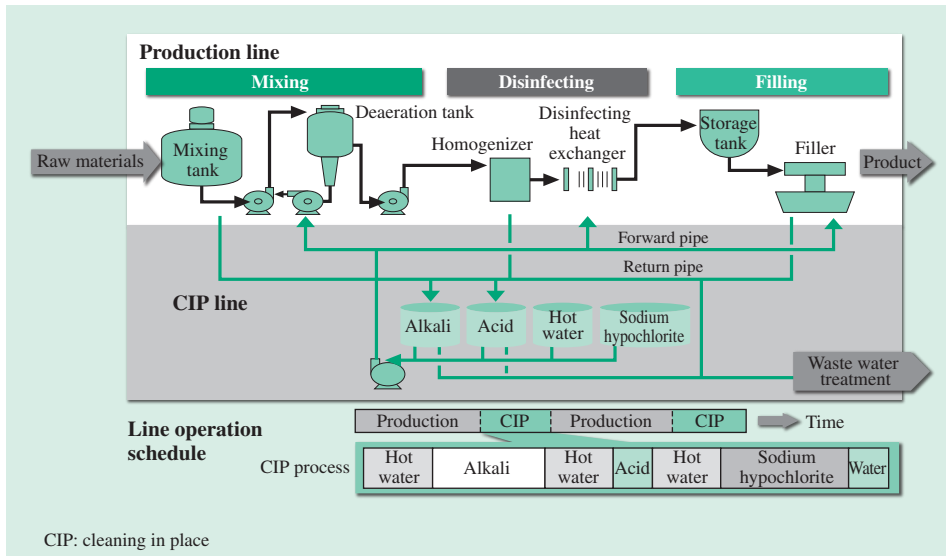 Production line
Mixing
Disinfecting
Filling
Raw materials
Mixing
tank
Deaeration tank
Homogenizer
Disinfecting
heat
exchanger
Storage
tank
Filler
Product
Forward pipe
Return pipe
CIP line
Alkali
Acid
Hot
water
Sodium
hypochlorite
Waste water
treatment
Line operation
schedule
Production
CIP
Production
CIP
Time
CIP process
Hot
water
Alkali
Hot
water
Acid
Hot
water
Sodium
hypochlorite
Water
CIP: cleaning in place